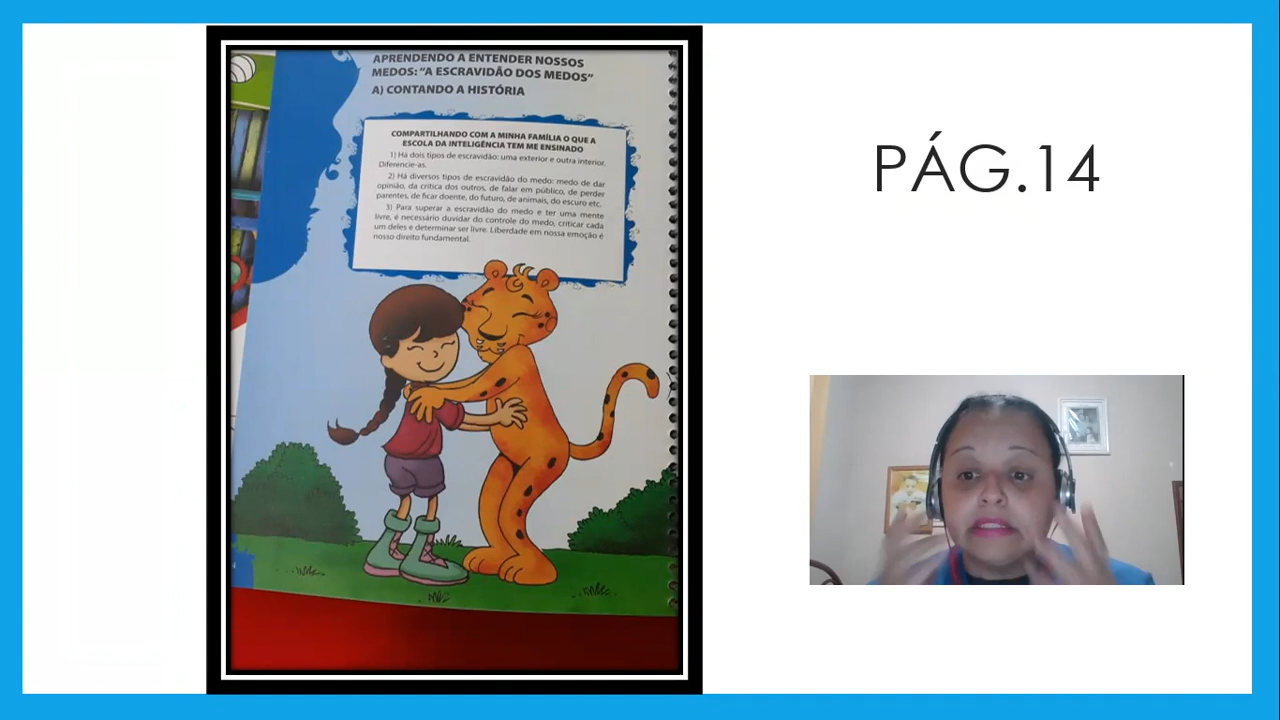 APRENDENDO A ENTENDER NOSSOS
MEDOS: "A ESCRAVIDÃO DOS MEDOS"
A) CONTANDO A HISTÓRIA
COMPARTILHANDO COM A MINHA FAMÍLIA O QUE A
ESCOLA DA INTELIGÊNCIA TEM ME ENSINADO
1) Há dois tipos de escravidão: uma exterior e outra interior.
Diferencie-as.
2) Há diversos tipos de escravidão do medo: medo de dar
opinião, da crítica dos outros, de falar em público, de perder
parentes, de ficar doente, do futuro, de animais, do escuro etc.
3) Para superar a escravidão do medo e ter uma mente
livre, é necessário duvidar do controle do medo, criticar cada
um deles e determinar ser livre. Liberdade em nossa emoção é
nosso direito fundamental.
PÁG.14